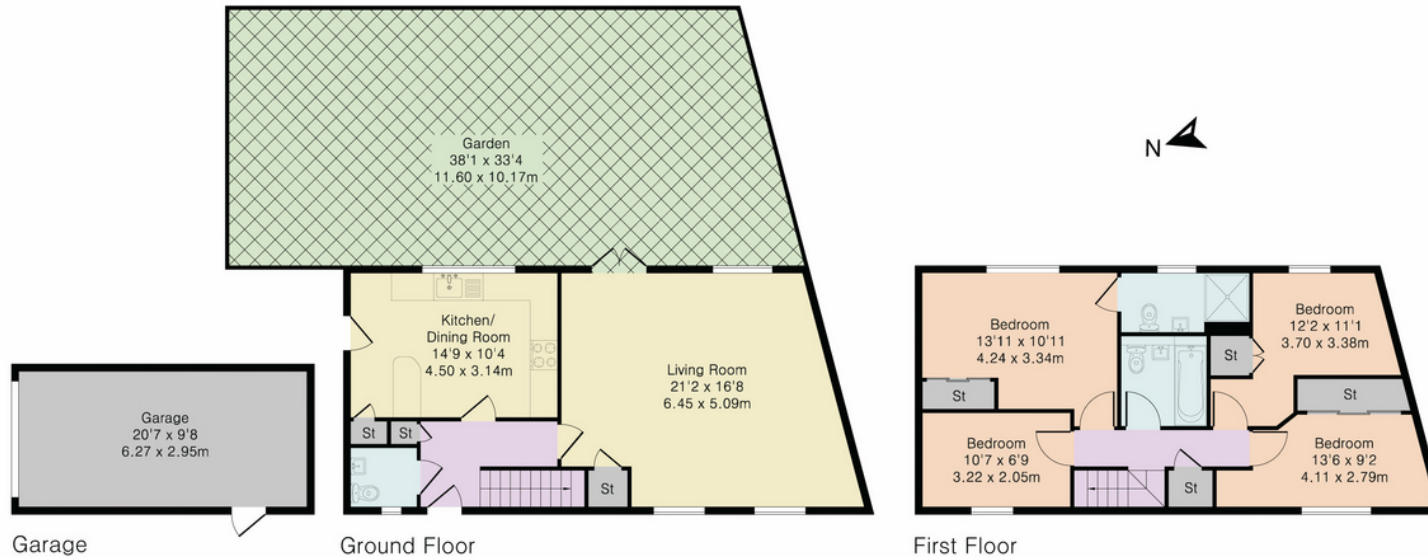 Garden
38'1 x 33'4
11.60 x 10.17m
N
Kitchen/
Dining Room
14'9 x 10'4
4.50 x 3.14m
Living Room
21'2 x 16'8
6.45 x 5.09m
St
St
St
Garage
20'7 x 9'8
6.27 x 2.95m
Bedroom
13'11 x 10'11
4.24 x 3.34m
Bedroom
12'2 x 11'1
3.70 x 3.38m
St
St
St
Bedroom
10'7 x 6'9
3.22 x 2.05m
Bedroom
13'6 x 9'2
4.11 x 2.79m
St
Garage
Ground Floor
First Floor